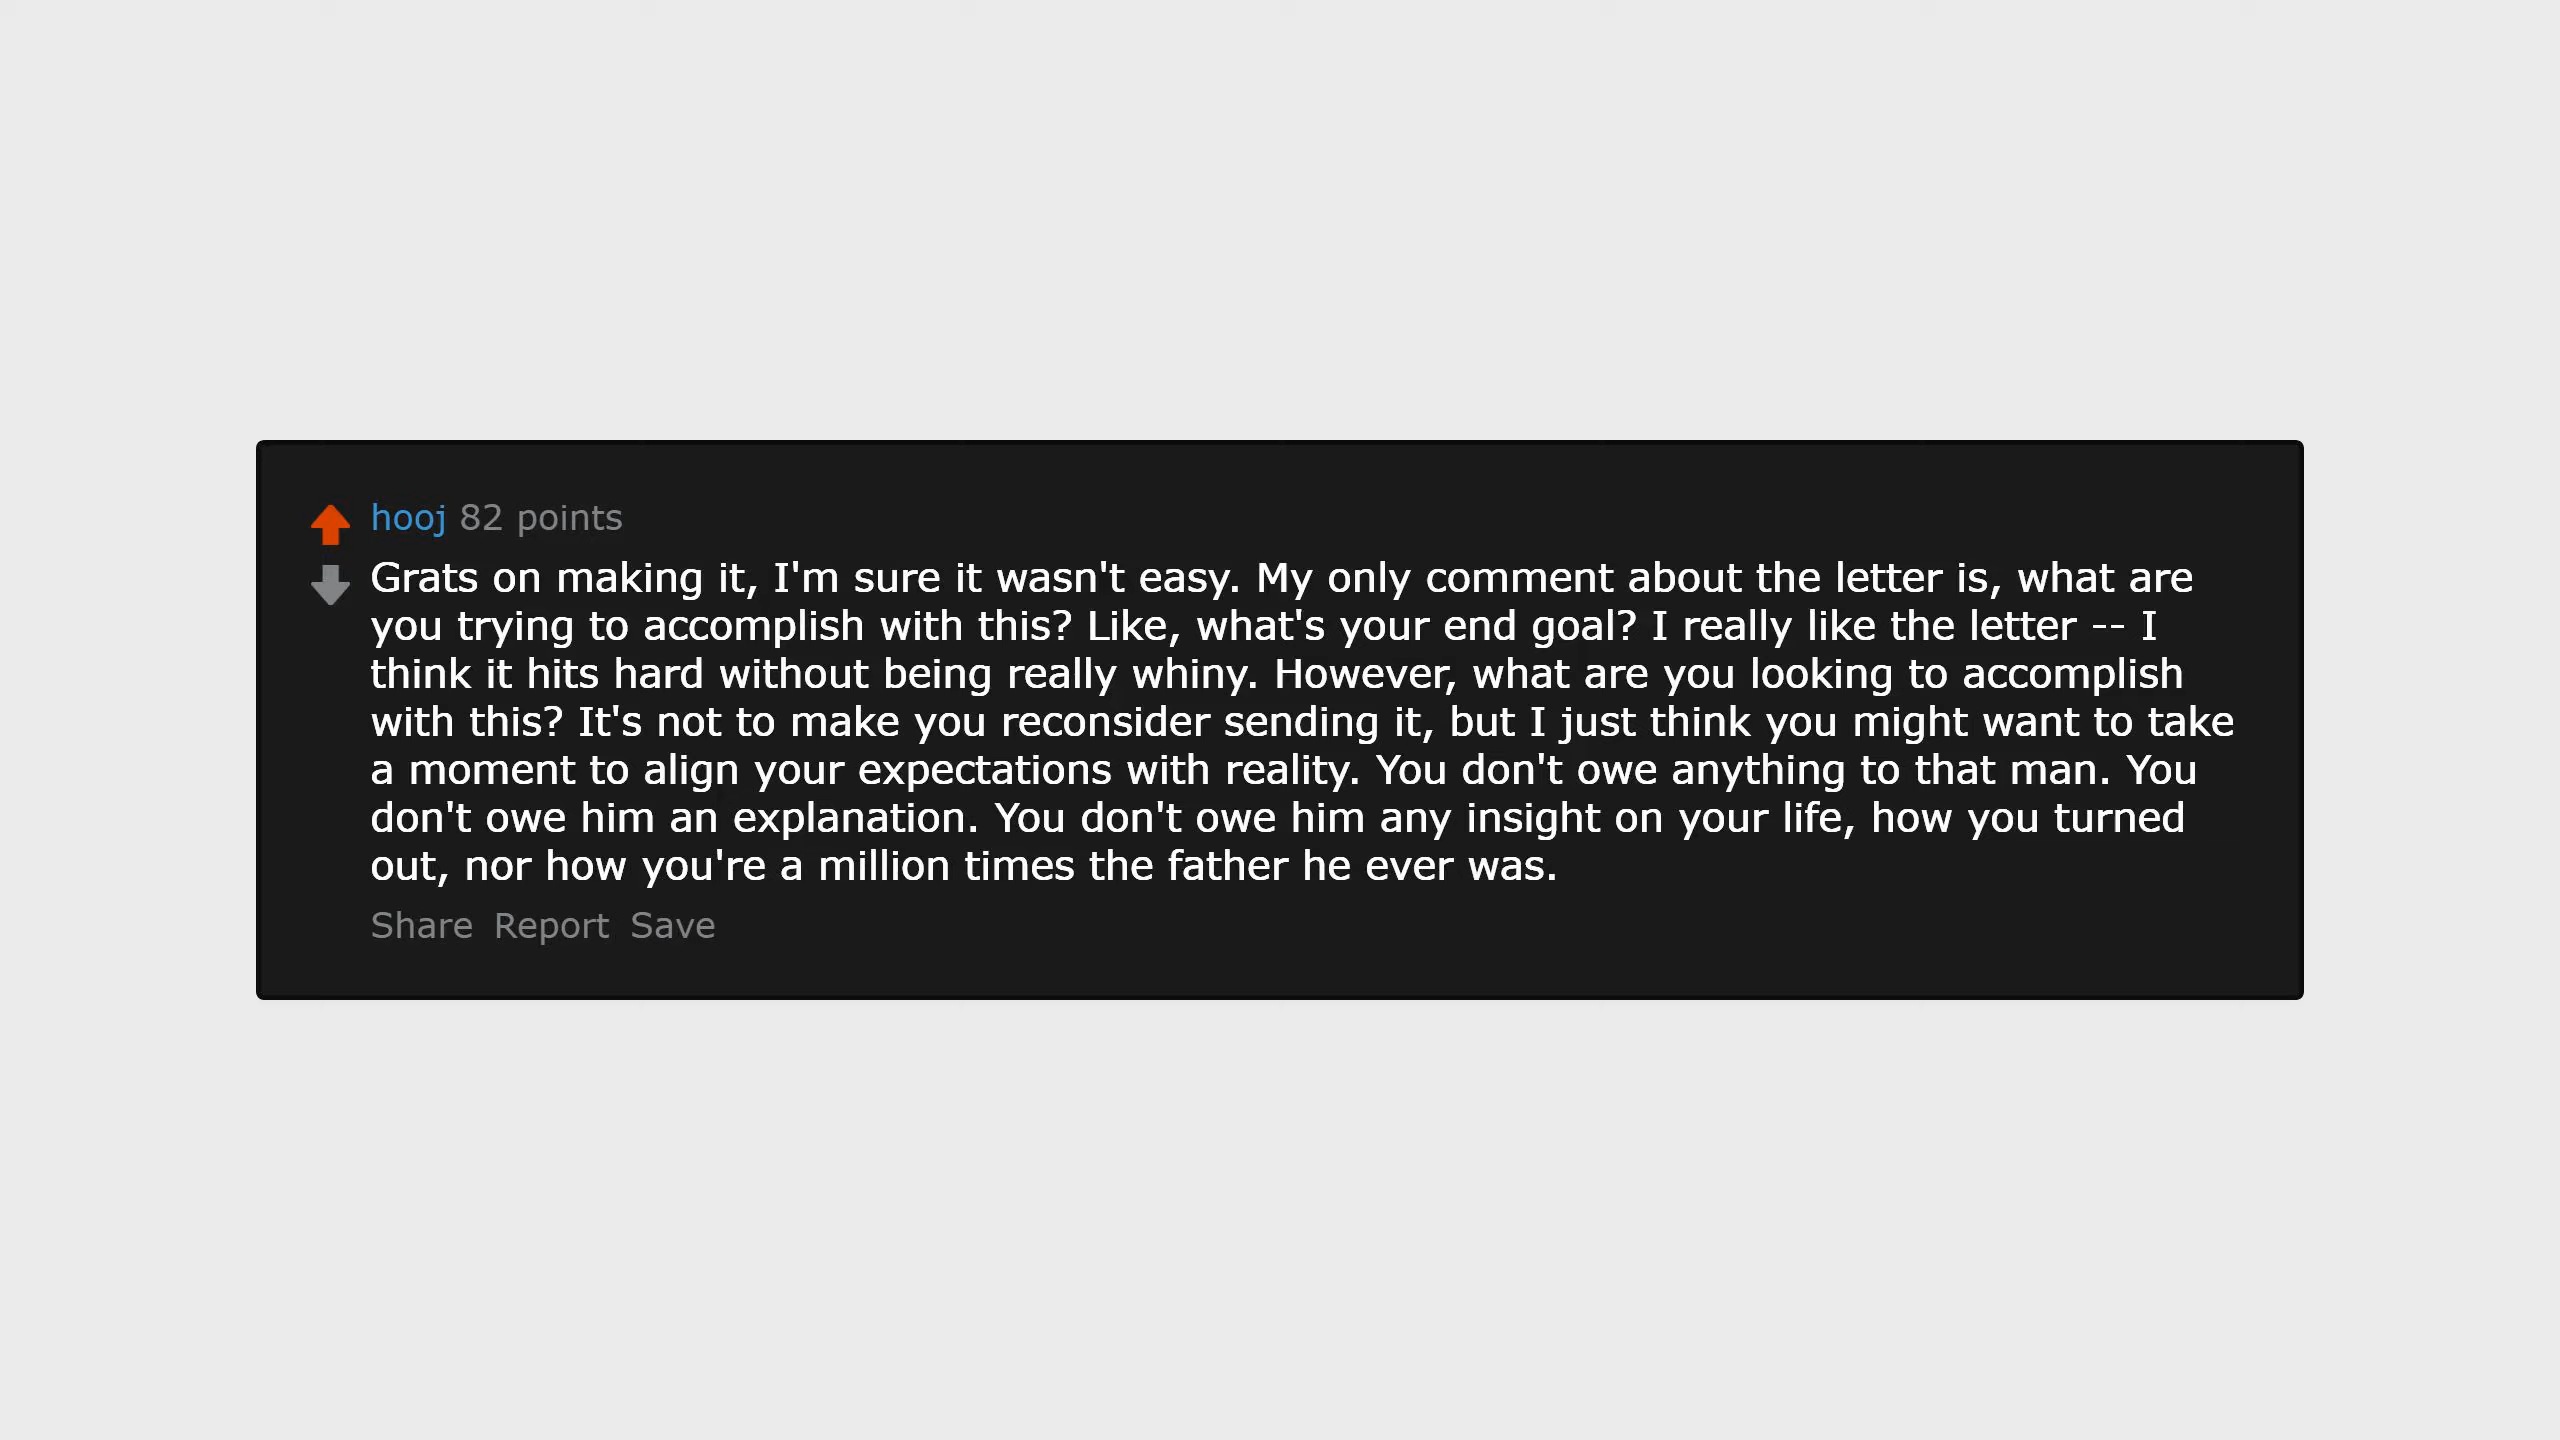 hooj 82 points
Grats on making it, I'm sure it wasn't easy. My only comment about the letter is, what are
you trying to accomplish with this? Like, what's your end goal? I really like the letter -- I
think it hits hard without being really whiny. However, what are you looking to accomplish
with this? It's not to make you reconsider sending it, but I just think you might want to take
a moment to align your expectations with reality. You don't owe anything to that man. You
don't owe him an explanation. You don't owe him any insight on your life, how you turned
out, nor how you're a million times the father he ever was.
Share Report Save